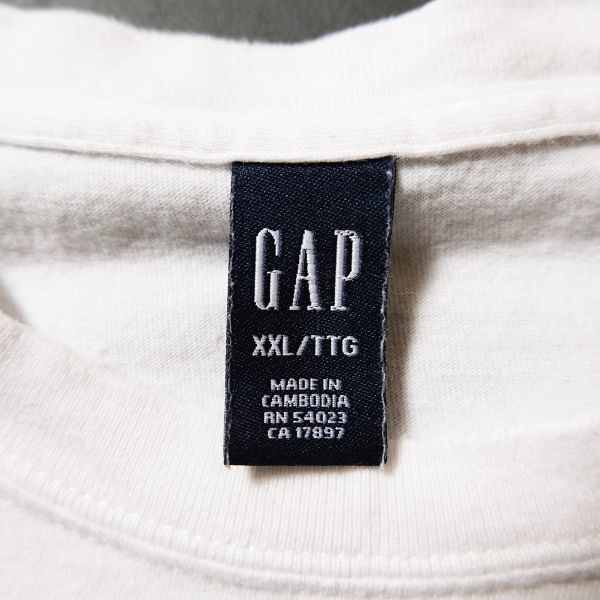 GAP
XXL/TTG
MADE IN
CAMBODIA
RN 54023
CA 17897